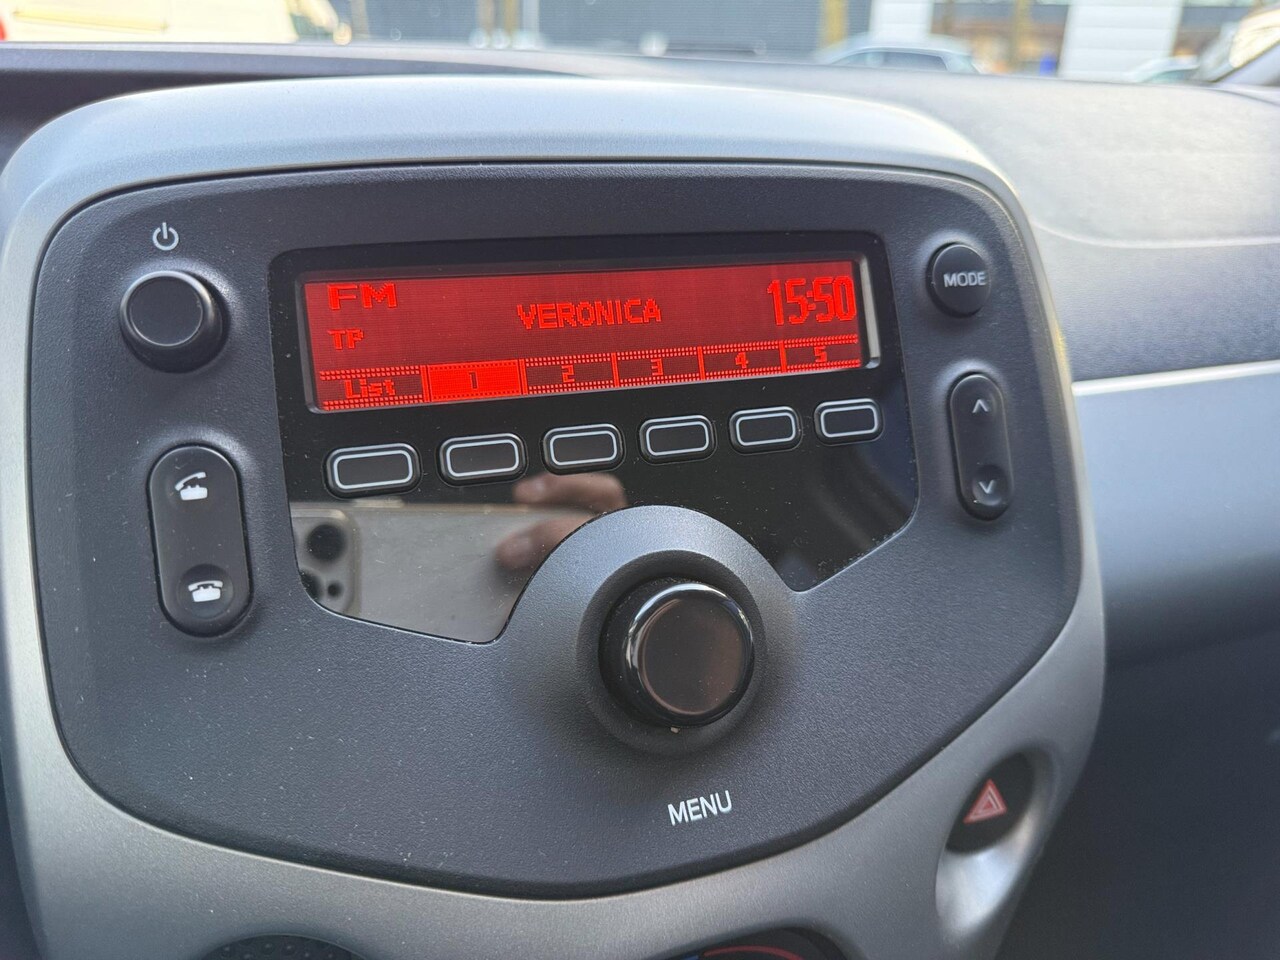 FM
VERONICA
15:50
TP
List 1 2 3 4 5
MODE
MENU